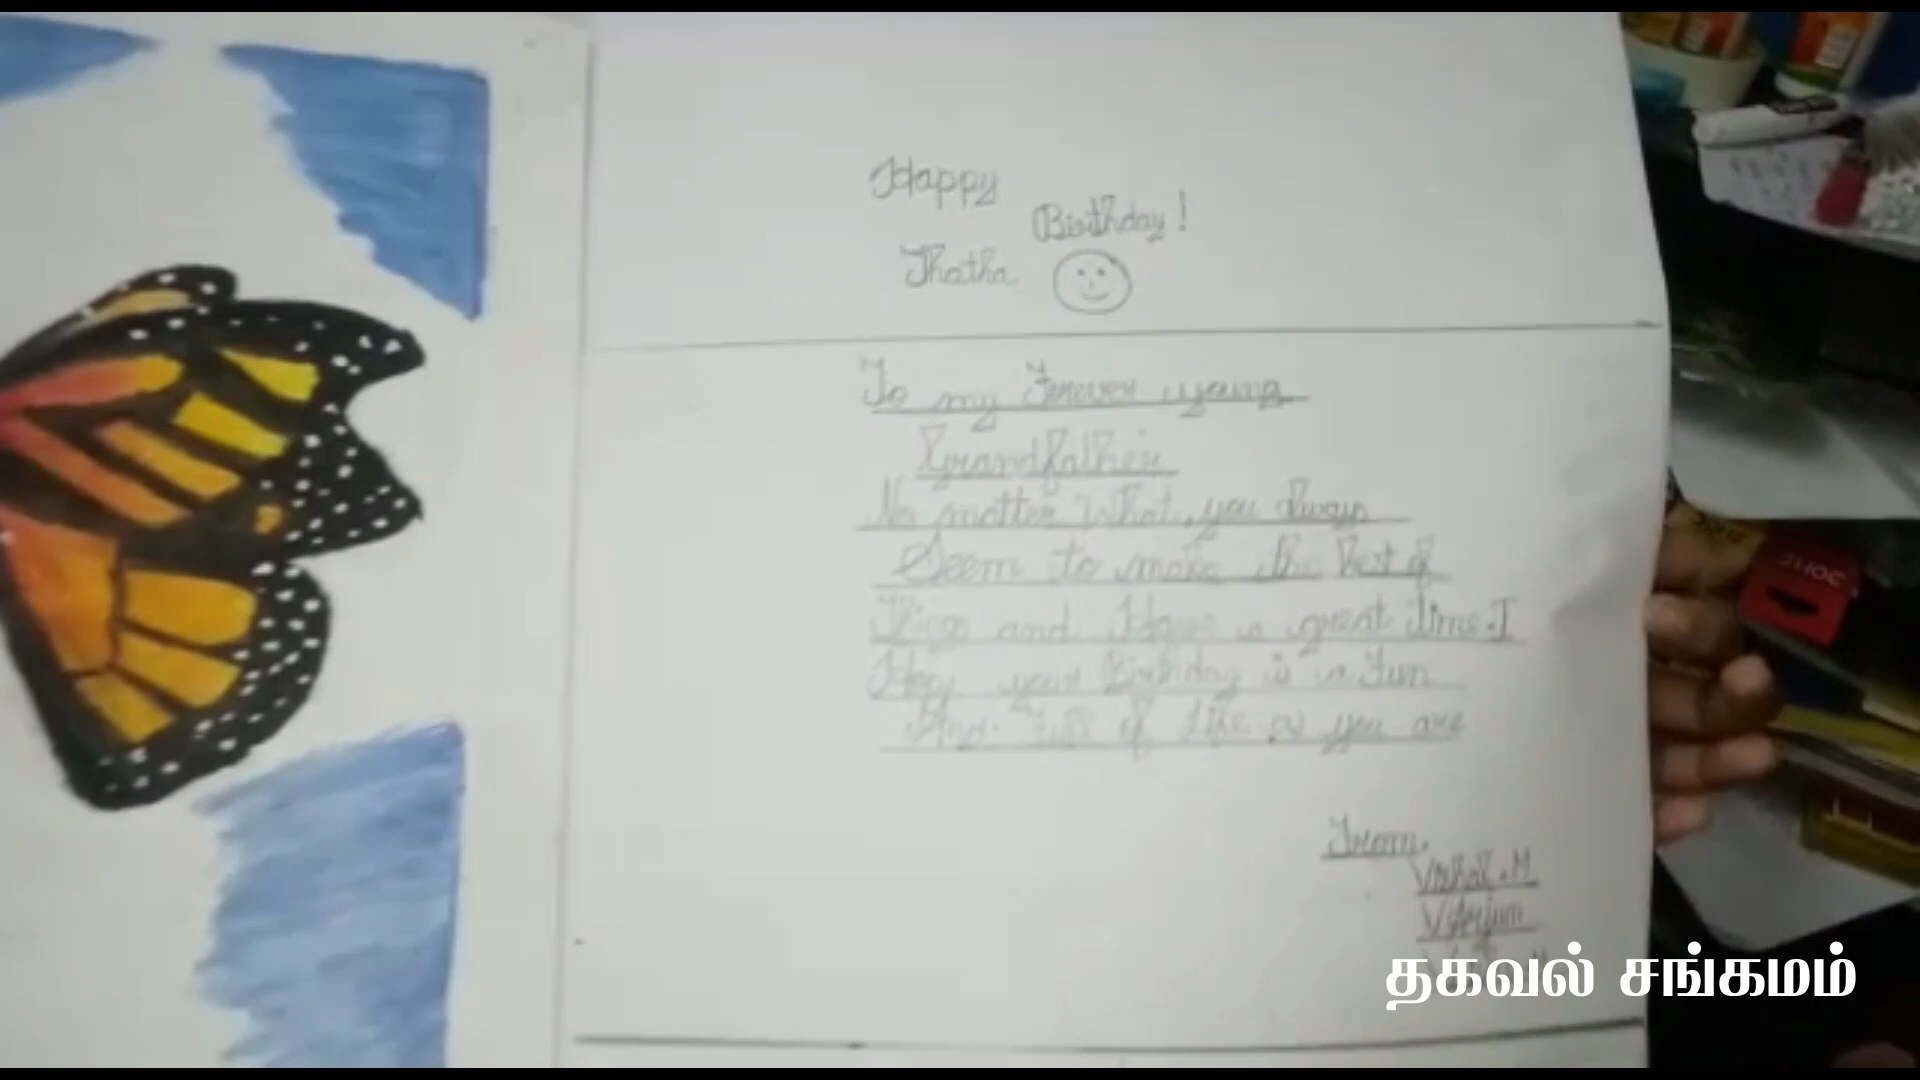 Happy
Birthday!
Thatha
To my Forever young
Grandfather
No matter What, you always
Seem to make the best of
Things and Have a great time. I
Hope your Birthday is a Fun
And Full of Life as you are
From,
Vishal.M
தகவல் சங்கமம்